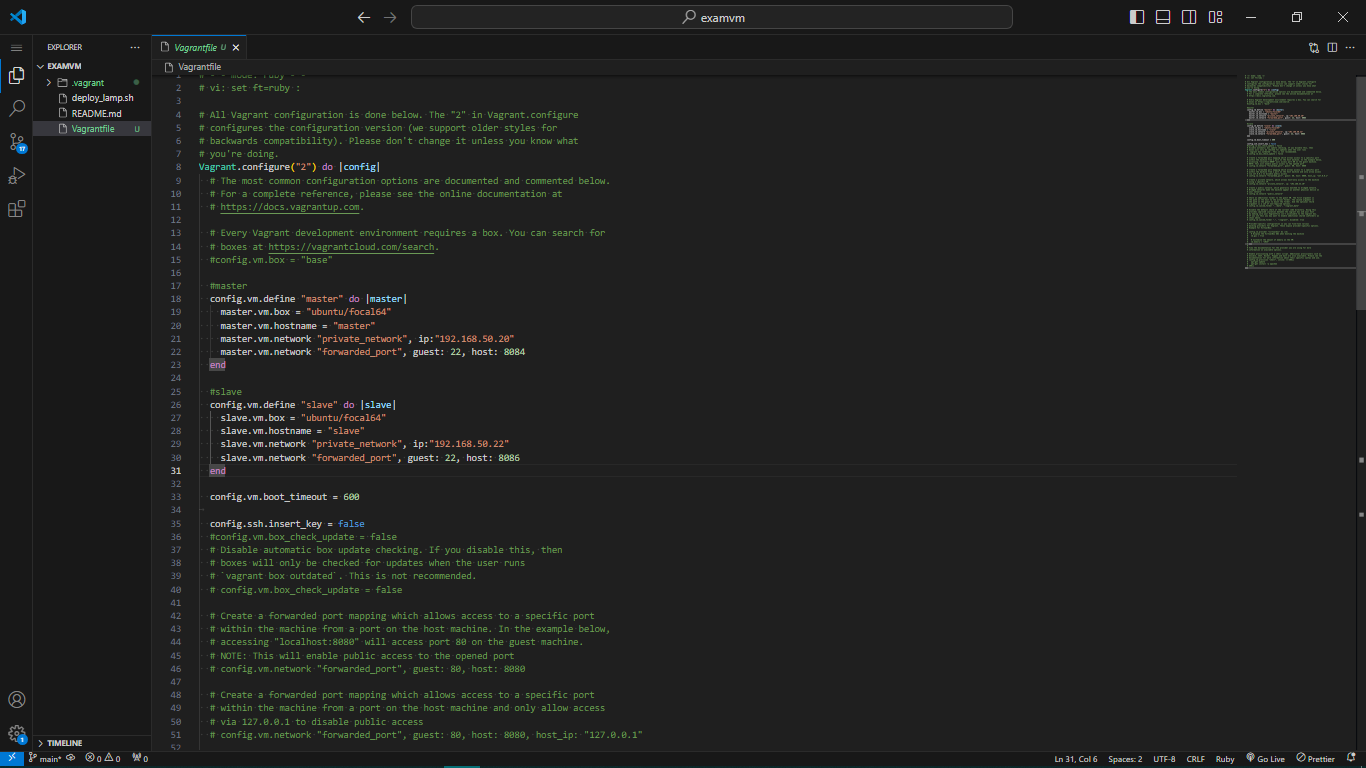 examvm
EXPLORER
EXAMVM
.vagrant
deploy_lamp.sh
README.md
Vagrantfile U
TIMELINE
Vagrantfile U
Vagrantfile
2 # vi: set ft=ruby :
3
4 # All Vagrant configuration is done below. The "2" in Vagrant.configure
5 # configures the configuration version (we support older styles for
6 # backwards compatibility). Please don't change it unless you know what
7 # you're doing.
8 Vagrant.configure("2") do |config|
9 # The most common configuration options are documented and commented below.
10 # For a complete reference, please see the online documentation at
11 # https://docs.vagrantup.com.
12
13 # Every Vagrant development environment requires a box. You can search for
14 # boxes at https://vagrantcloud.com/search.
15 #config.vm.box = "base"
16
17 #master
18 config.vm.define "master" do |master|
19 master.vm.box = "ubuntu/focal64"
20 master.vm.hostname = "master"
21 master.vm.network "private_network", ip:"192.168.50.20"
22 master.vm.network "forwarded_port", guest: 22, host: 8084
23 end
24
25 #slave
26 config.vm.define "slave" do |slave|
27 slave.vm.box = "ubuntu/focal64"
28 slave.vm.hostname = "slave"
29 slave.vm.network "private_network", ip:"192.168.50.22"
30 slave.vm.network "forwarded_port", guest: 22, host: 8086
31 end
32
33 config.vm.boot_timeout = 600
34
35 config.ssh.insert_key = false
36 #config.vm.box_check_update = false
37 # Disable automatic box update checking. If you disable this, then
38 # boxes will only be checked for updates when the user runs
39 # `vagrant box outdated`. This is not recommended.
40 # config.vm.box_check_update = false
41
42 # Create a forwarded port mapping which allows access to a specific port
43 # within the machine from a port on the host machine. In the example below,
44 # accessing "localhost:8080" will access port 80 on the guest machine.
45 # NOTE: This will enable public access to the opened port
46 # config.vm.network "forwarded_port", guest: 80, host: 8080
47
48 # Create a forwarded port mapping which allows access to a specific port
49 # within the machine from a port on the host machine and only allow access
50 # via 127.0.0.1 to disable public access
51 # config.vm.network "forwarded_port", guest: 80, host: 8080, host_ip: "127.0.0.1"
52
17
1
main* 0 0 0 Ln 31, Col 6 Spaces: 2 UTF-8 CRLF Ruby Go Live Prettier